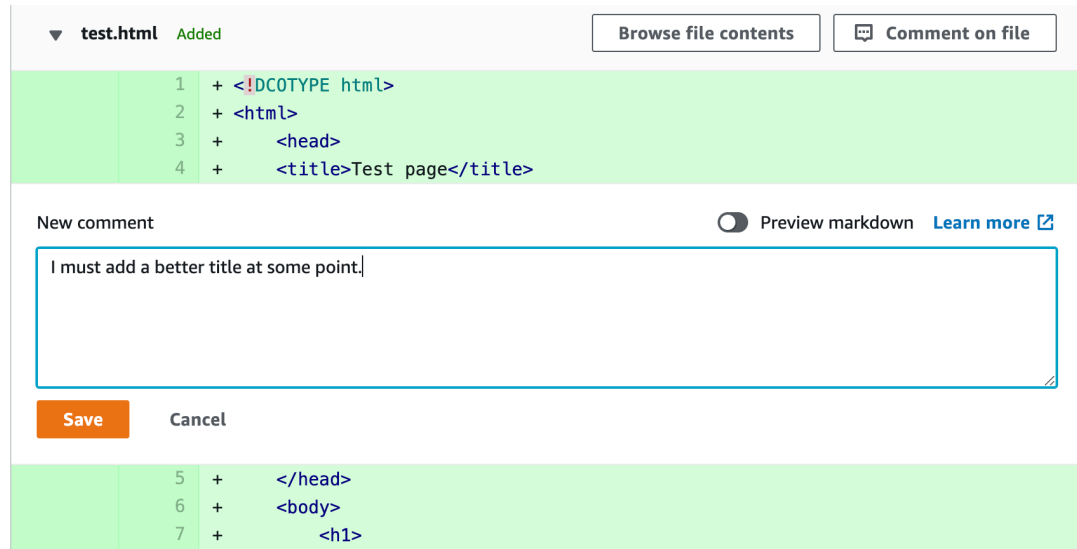 test.html Added Browse file contents Comment on file
1 + <!DCOTYPE html>
2 + <html>
3 +     <head>
4 +     <title>Test page</title>
New comment Preview markdown Learn more
I must add a better title at some point.
Save Cancel
5 +     </head>
6 +     <body>
7 +         <h1>